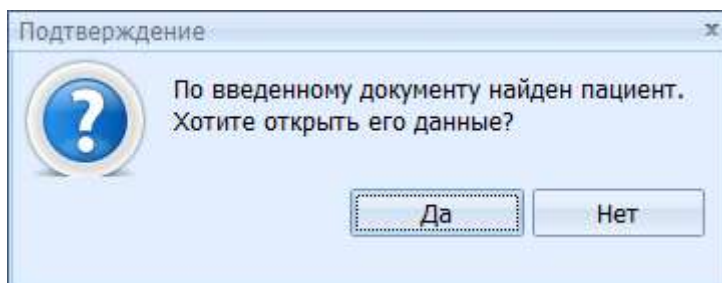 Подтверждение
По введенному документу найден пациент.
Хотите открыть его данные?
Да
Нет